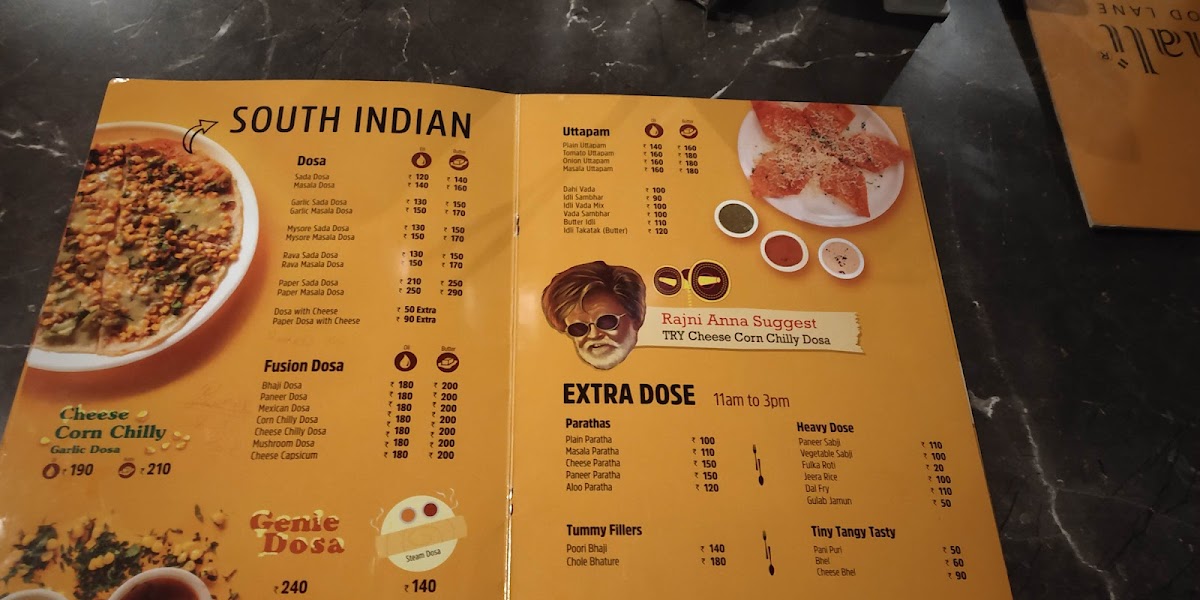 SOUTH INDIAN
Dosa Oil Butter
Sada Dosa ₹ 120 ₹ 140
Masala Dosa ₹ 140 ₹ 160
Garlic Sada Dosa ₹ 130 ₹ 150
Garlic Masala Dosa ₹ 150 ₹ 170
Mysore Sada Dosa ₹ 130 ₹ 150
Mysore Masala Dosa ₹ 150 ₹ 170
Rava Sada Dosa ₹ 130 ₹ 150
Rava Masala Dosa ₹ 150 ₹ 170
Paper Sada Dosa ₹ 210 ₹ 250
Paper Masala Dosa ₹ 250 ₹ 290
Dosa with Cheese ₹ 50 Extra
Paper Dosa with Cheese ₹ 90 Extra
Fusion Dosa Oil Butter
Bhaji Dosa ₹ 180 ₹ 200
Paneer Dosa ₹ 180 ₹ 200
Mexican Dosa ₹ 180 ₹ 200
Corn Chilly Dosa ₹ 180 ₹ 200
Cheese Chilly Dosa ₹ 180 ₹ 200
Mushroom Dosa ₹ 180 ₹ 200
Cheese Capsicum ₹ 180 ₹ 200
Cheese
Corn Chilly
Garlic Dosa
₹ 190 ₹ 210
Genie
Dosa
₹ 240
Steam Dosa
₹ 140
Uttapam Oil Butter
Plain Uttapam ₹ 140 ₹ 160
Tomato Uttapam ₹ 160 ₹ 180
Onion Uttapam ₹ 160 ₹ 180
Masala Uttapam ₹ 160 ₹ 180
Dahi Vada ₹ 100
Idli Sambhar ₹ 90
Idli Vada Mix ₹ 100
Vada Sambhar ₹ 100
Butter Idli ₹ 110
Idli Takatak (Butter) ₹ 120
Rajni Anna Suggest
TRY Cheese Corn Chilly Dosa
EXTRA DOSE 11am to 3pm
Parathas
Plain Paratha ₹ 100
Masala Paratha ₹ 110
Cheese Paratha ₹ 150
Paneer Paratha ₹ 150
Aloo Paratha ₹ 120
Heavy Dose
Paneer Sabji ₹ 110
Vegetable Sabji ₹ 100
Fulka Roti ₹ 20
Jeera Rice ₹ 100
Dal Fry ₹ 110
Gulab Jamun ₹ 50
Tummy Fillers
Poori Bhaji ₹ 140
Chole Bhature ₹ 180
Tiny Tangy Tasty
Pani Puri ₹ 50
Bhel ₹ 60
Cheese Bhel ₹ 90